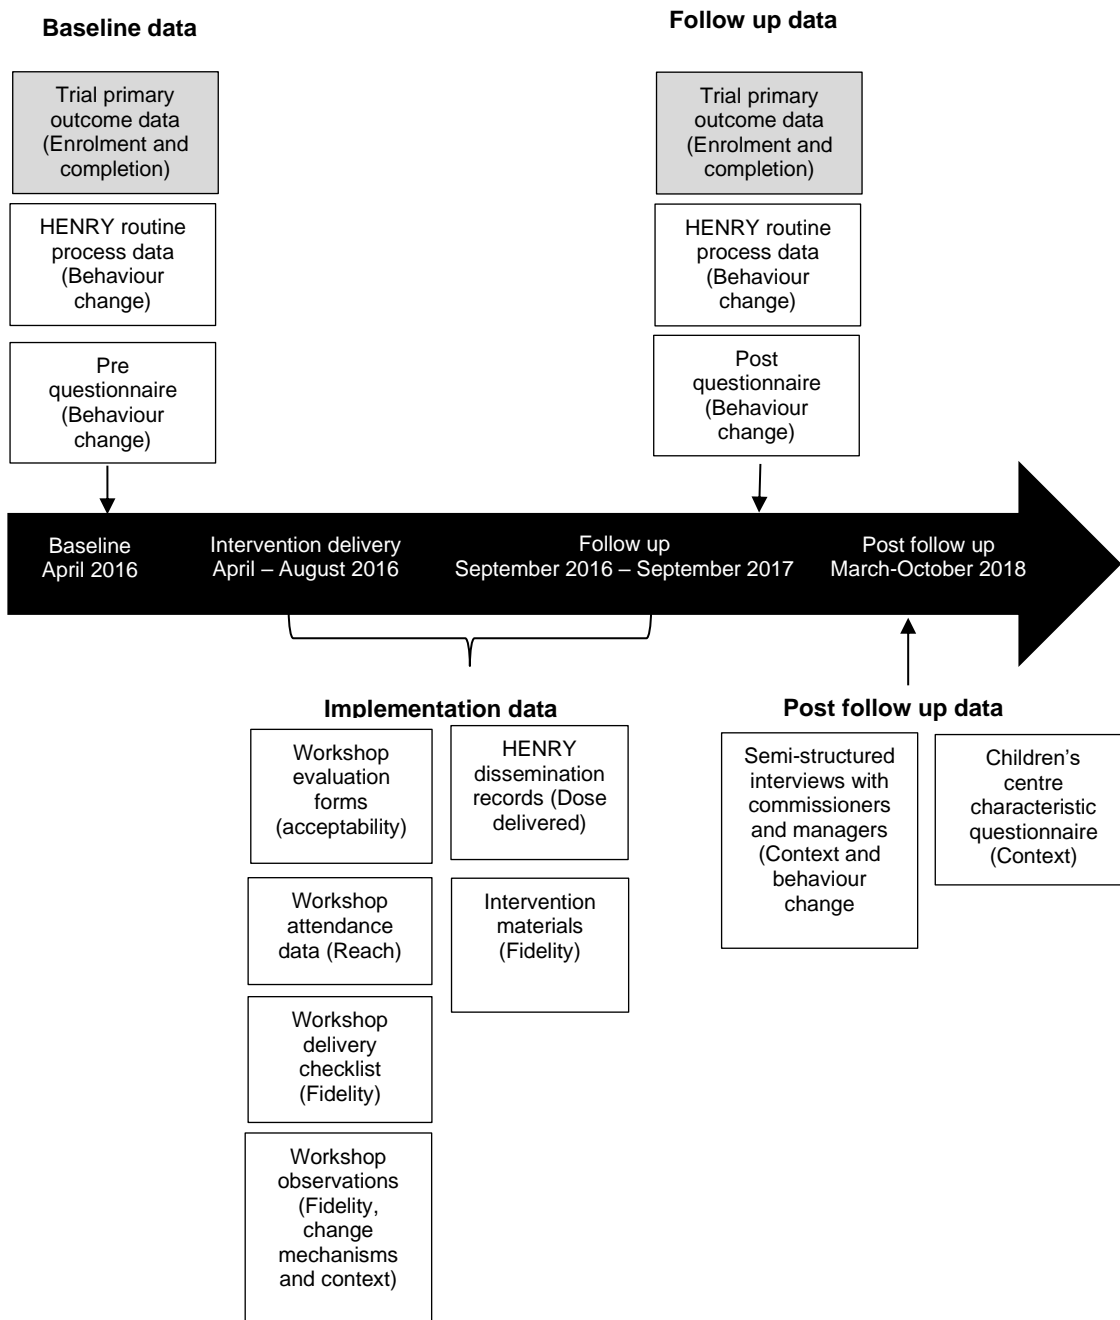 Baseline data
Trial primary
outcome data
(Enrolment and
completion)
HENRY routine
process data
(Behaviour
change)
Pre
questionnaire
(Behaviour
change)
Follow up data
Trial primary
outcome data
(Enrolment and
completion)
HENRY routine
process data
(Behaviour
change)
Post
questionnaire
(Behaviour
change)
Baseline
April 2016
Intervention delivery
April – August 2016
Follow up
September 2016 – September 2017
Post follow up
March-October 2018
Implementation data
Workshop
evaluation
forms
(acceptability)
Workshop
attendance
data (Reach)
Workshop
delivery
checklist
(Fidelity)
Workshop
observations
(Fidelity,
change
mechanisms
and context)
HENRY
dissemination
records (Dose
delivered)
Intervention
materials
(Fidelity)
Post follow up data
Semi-structured
interviews with
commissioners
and managers
(Context and
behaviour
change
Children’s
centre
characteristic
questionnaire
(Context)